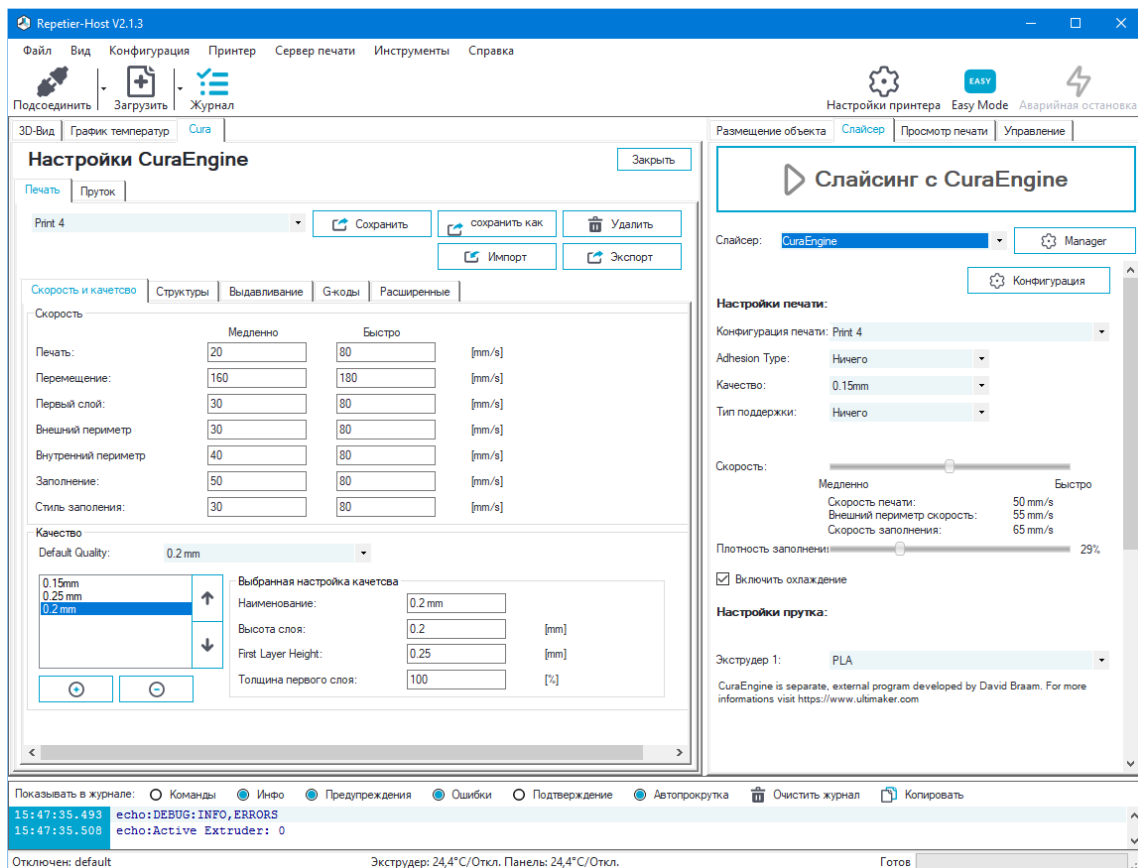 Repetier-Host V2.1.3
Файл Вид Конфигурация Принтер Сервер печати Инструменты Справка
Подсоединить Загрузить Журнал Настройки принтера EASY Easy Mode Аварийная остановка
3D-Вид График температур Cura
Настройки CuraEngine Закрыть
Печать Пруток
Print 4 Сохранить сохранить как Удалить
Импорт Экспорт
Скорость и качетсво Структуры Выдавливание G-коды Расширенные
Скорость
Медленно Быстро
Печать: 20 80 [mm/s]
Перемещение: 160 180 [mm/s]
Первый слой: 30 80 [mm/s]
Внешний периметр 30 80 [mm/s]
Внутренний периметр 40 80 [mm/s]
Заполнение: 50 80 [mm/s]
Стиль заполения: 30 80 [mm/s]
Качество
Default Quality: 0.2 mm
0.15mm
0.25 mm
0.2 mm
Выбранная настройка качетсва
Наименование: 0.2 mm
Высота слоя: 0.2 [mm]
First Layer Height: 0.25 [mm]
Толщина первого слоя: 100 [%]
Размещение объекта Слайсер Просмотр печати Управление
Слайсинг с CuraEngine
Слайсер: CuraEngine Manager
Конфигурация
Настройки печати:
Конфигурация печати: Print 4
Adhesion Type: Ничего
Качество: 0.15mm
Тип поддержки: Ничего
Скорость:
Медленно Быстро
Скорость печати: 50 mm/s
Внешний периметр скорость: 55 mm/s
Скорость заполнения: 65 mm/s
Плотность заполнени: 29%
Включить охлаждение
Настройки прутка:
Экструдер 1: PLA
CuraEngine is separate, external program developed by David Braam. For more
informations visit https://www.ultimaker.com
Показывать в журнале: Команды Инфо Предупреждения Ошибки Подтверждение Автопрокрутка Очистить журнал Копировать
15:47:35.493 echo:DEBUG:INFO,ERRORS
15:47:35.508 echo:Active Extruder: 0
Отключен: default Экструдер: 24,4°C/Откл. Панель: 24,4°C/Откл. Готов